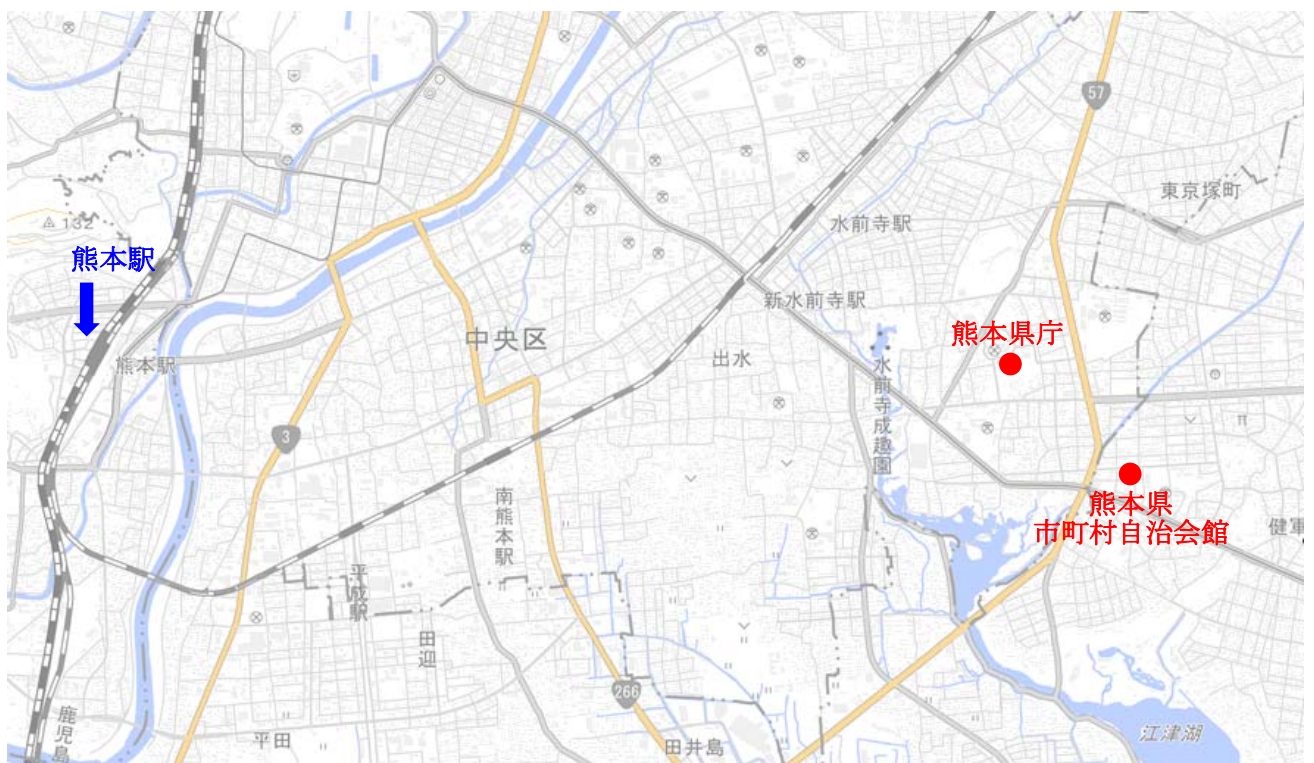 57
東京塚町
132
水前寺駅
熊本駅
新水前寺駅
熊本県庁
中央区
出水
熊本駅
水前寺成趣園
3
熊本県
市町村自治会館
南熊本駅
健軍
平成駅
田迎
266
鹿児島
平田
田井島
江津湖